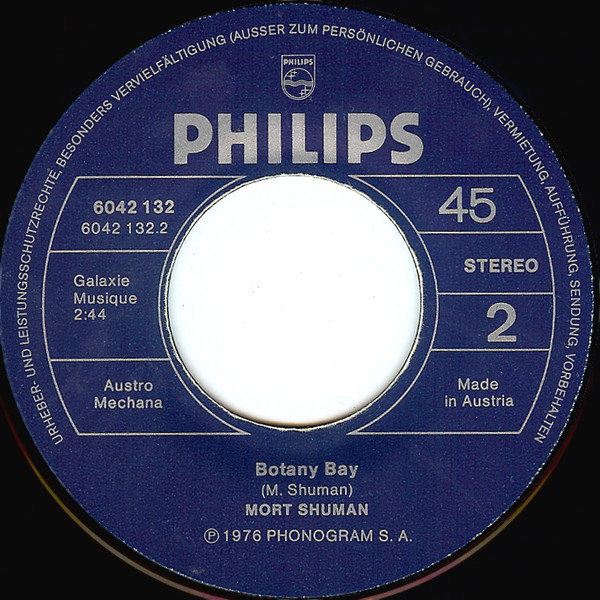 URHEBER- UND LEISTUNGSSCHUTZRECHTE, BESONDERS VERVIELFÄLTIGUNG (AUSSER ZUM PERSÖNLICHEN GEBRAUCH), VERMIETUNG, AUFFÜHRUNG, SENDUNG, VORBEHALTEN
PHILIPS
PHILIPS
6042 132
6042 132.2
45
STEREO
Galaxie
Musique
2:44
2
Austro
Mechana
Made
in Austria
Botany Bay
(M. Shuman)
MORT SHUMAN
Ⓟ 1976 PHONOGRAM S. A.